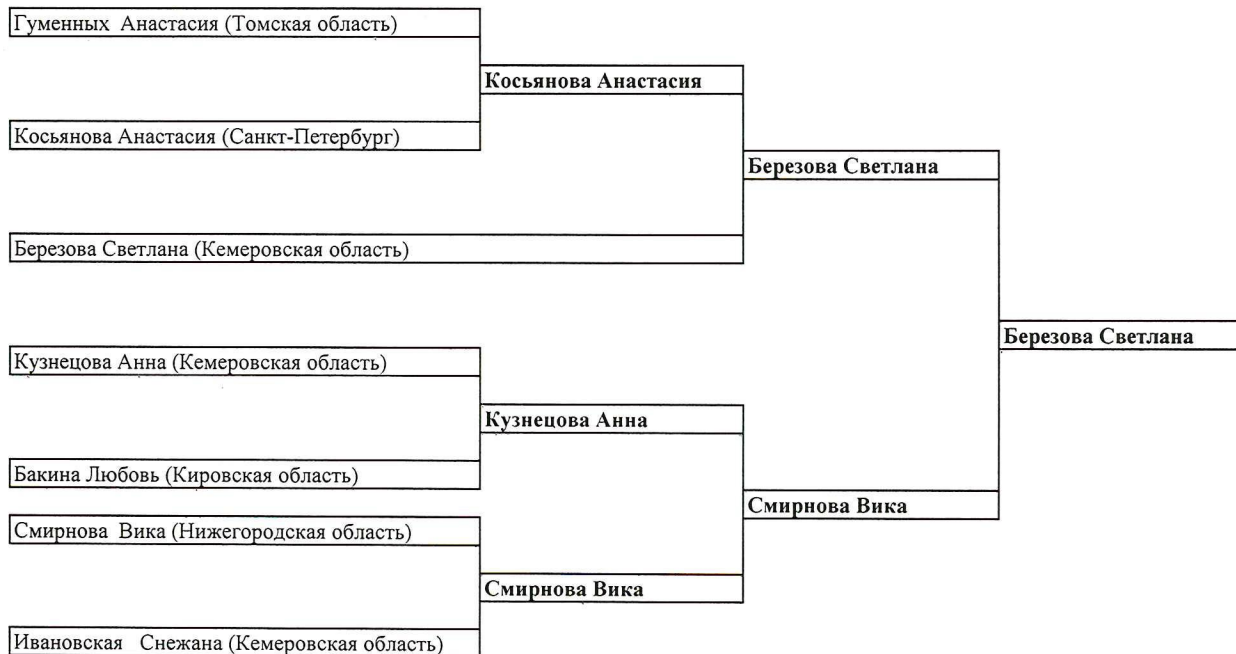 Гуменных Анастасия (Томская область)
Косьянова Анастасия
Косьянова Анастасия (Санкт-Петербург)
Березова Светлана
Березова Светлана (Кемеровская область)
Березова Светлана
Кузнецова Анна (Кемеровская область)
Кузнецова Анна
Бакина Любовь (Кировская область)
Смирнова Вика
Смирнова Вика (Нижегородская область)
Смирнова Вика
Ивановская Снежана (Кемеровская область)